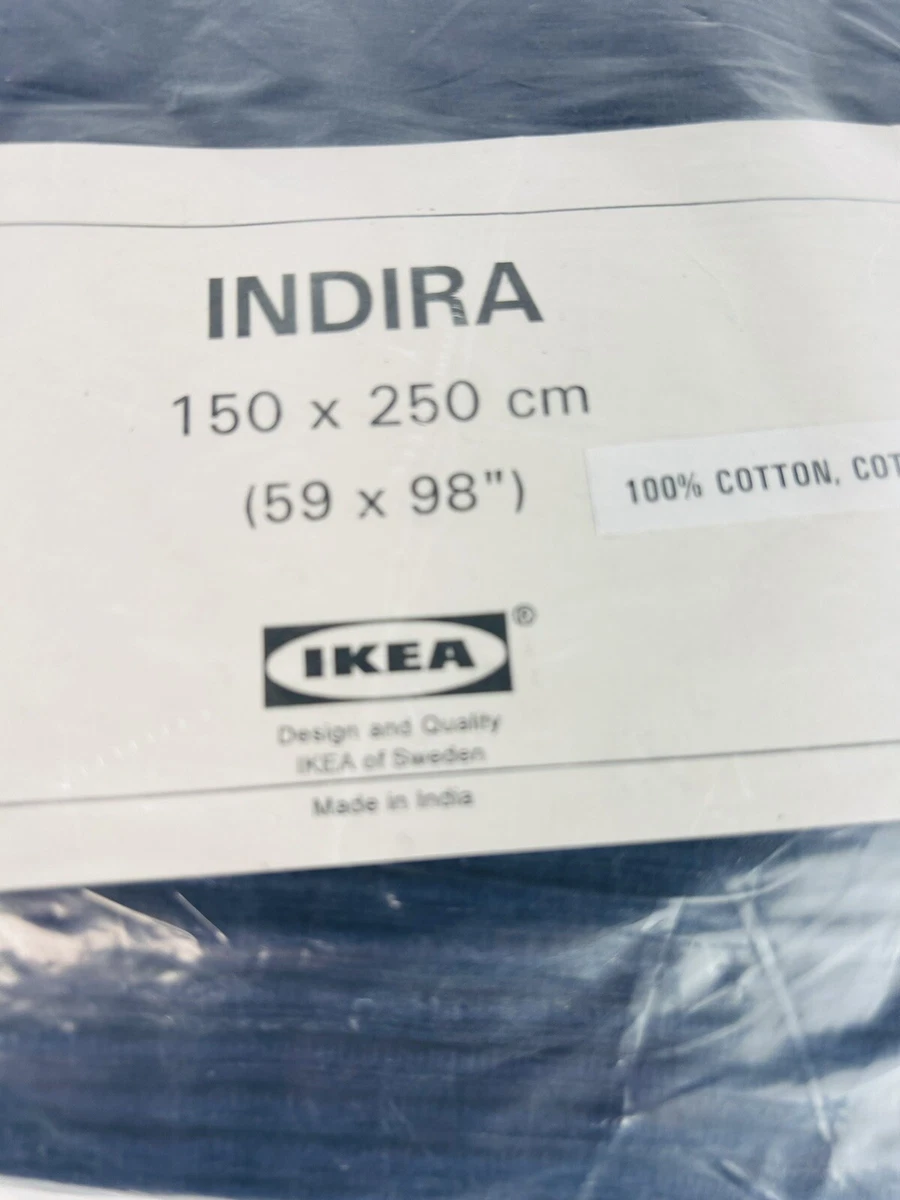 INDIRA
150 x 250 cm
(59 x 98")
100% COTTON, COT
IKEA®
Design and Quality
IKEA of Sweden
Made in India